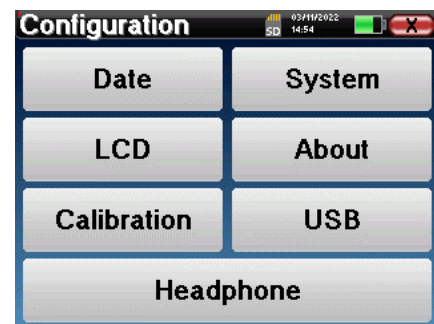 Configuration
SD
03/11/2022
14:54
X
Date
System
LCD
About
Calibration
USB
Headphone